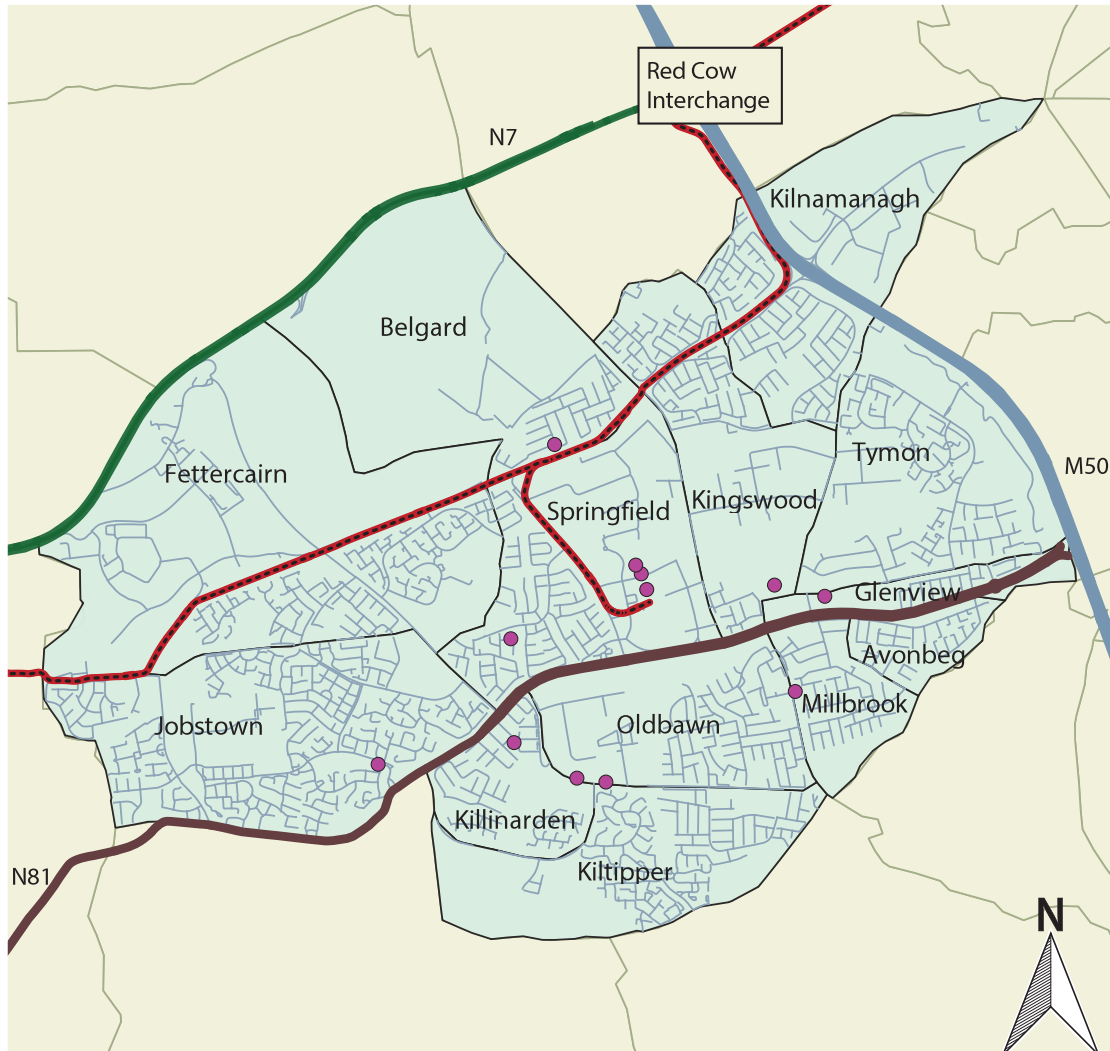 Red Cow
Interchange
N7
Kilnamanagh
Belgard
Tymon
M50
Fettercairn
Kingswood
Springfield
Glenview
Avonbeg
Millbrook
Jobstown
Oldbawn
Killinarden
Kiltipper
N81
N